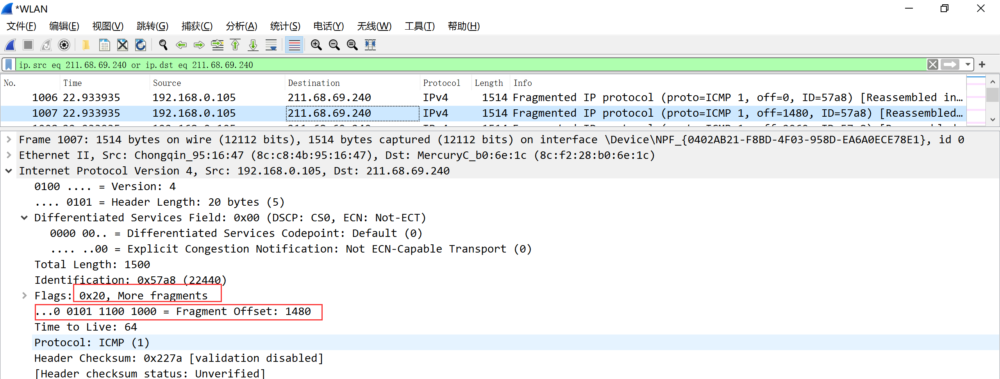 *WLAN
文件(F) 编辑(E) 视图(V) 跳转(G) 捕获(C) 分析(A) 统计(S) 电话(Y) 无线(W) 工具(T) 帮助(H)
ip.src eq 211.68.69.240 or ip.dst eq 211.68.69.240
No. Time Source Destination Protocol Length Info
1006 22.933935 192.168.0.105 211.68.69.240 IPv4 1514 Fragmented IP protocol (proto=ICMP 1, off=0, ID=57a8) [Reassembled in…
1007 22.933935 192.168.0.105 211.68.69.240 IPv4 1514 Fragmented IP protocol (proto=ICMP 1, off=1480, ID=57a8) [Reassembled…
Frame 1007: 1514 bytes on wire (12112 bits), 1514 bytes captured (12112 bits) on interface \Device\NPF_{0402AB21-F8BD-4F03-958D-EA6A0ECE78E1}, id 0
Ethernet II, Src: Chongqin_95:16:47 (8c:c8:4b:95:16:47), Dst: MercuryC_b0:6e:1c (8c:f2:28:b0:6e:1c)
Internet Protocol Version 4, Src: 192.168.0.105, Dst: 211.68.69.240
0100 .... = Version: 4
.... 0101 = Header Length: 20 bytes (5)
Differentiated Services Field: 0x00 (DSCP: CS0, ECN: Not-ECT)
0000 00.. = Differentiated Services Codepoint: Default (0)
.... ..00 = Explicit Congestion Notification: Not ECN-Capable Transport (0)
Total Length: 1500
Identification: 0x57a8 (22440)
Flags: 0x20, More fragments
...0 0101 1100 1000 = Fragment Offset: 1480
Time to Live: 64
Protocol: ICMP (1)
Header Checksum: 0x227a [validation disabled]
[Header checksum status: Unverified]